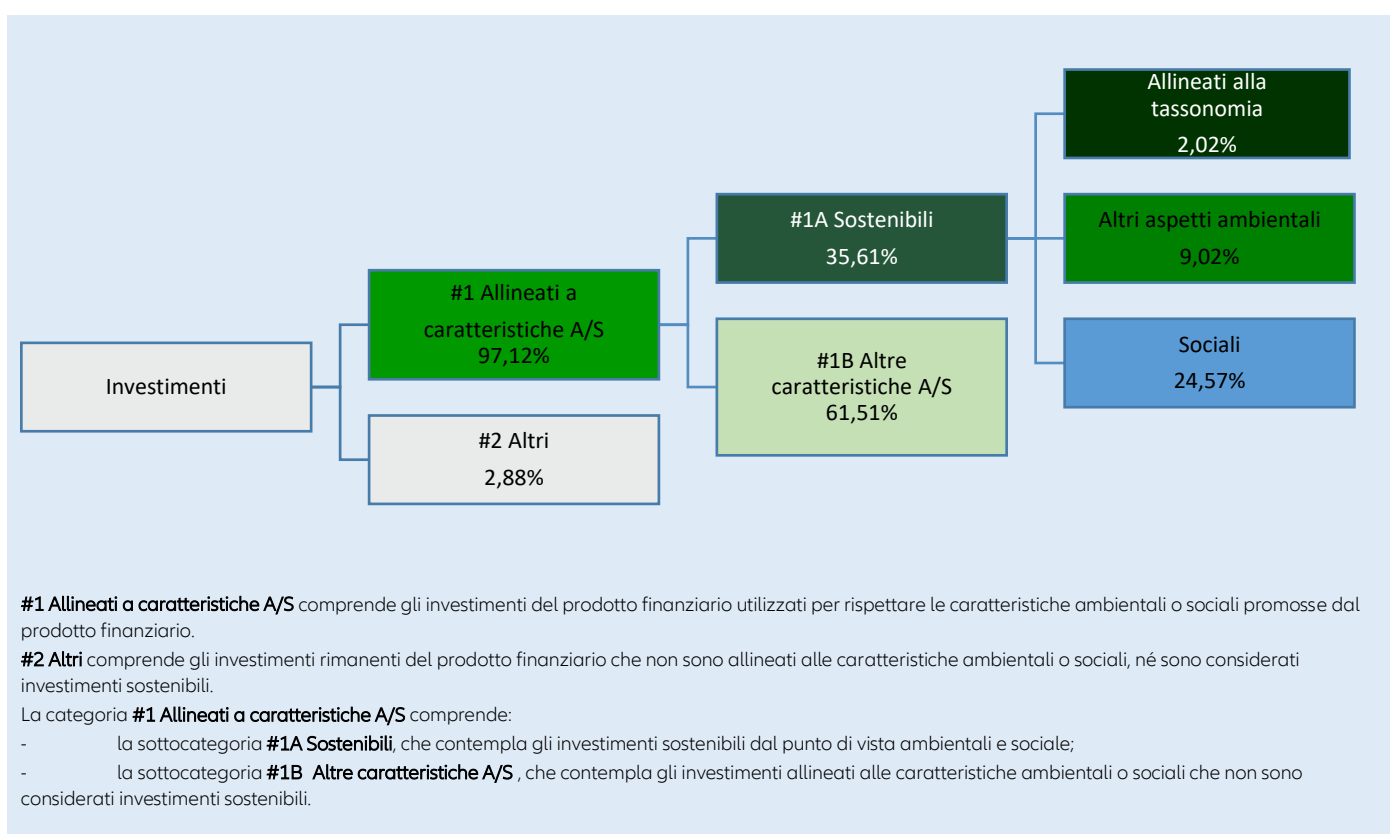 Allineati alla
tassonomia
2,02%
#1A Sostenibili
35,61%
Altri aspetti ambientali
9,02%
#1 Allineati a
caratteristiche A/S
97,12%
#1B Altre
caratteristiche A/S
61,51%
Sociali
24,57%
Investimenti
#2 Altri
2,88%
#1 Allineati a caratteristiche A/S comprende gli investimenti del prodotto finanziario utilizzati per rispettare le caratteristiche ambientali o sociali promosse dal
prodotto finanziario.
#2 Altri comprende gli investimenti rimanenti del prodotto finanziario che non sono allineati alle caratteristiche ambientali o sociali, né sono considerati
investimenti sostenibili.
La categoria #1 Allineati a caratteristiche A/S comprende:
- la sottocategoria #1A Sostenibili, che contempla gli investimenti sostenibili dal punto di vista ambientali e sociale;
- la sottocategoria #1B Altre caratteristiche A/S , che contempla gli investimenti allineati alle caratteristiche ambientali o sociali che non sono
considerati investimenti sostenibili.